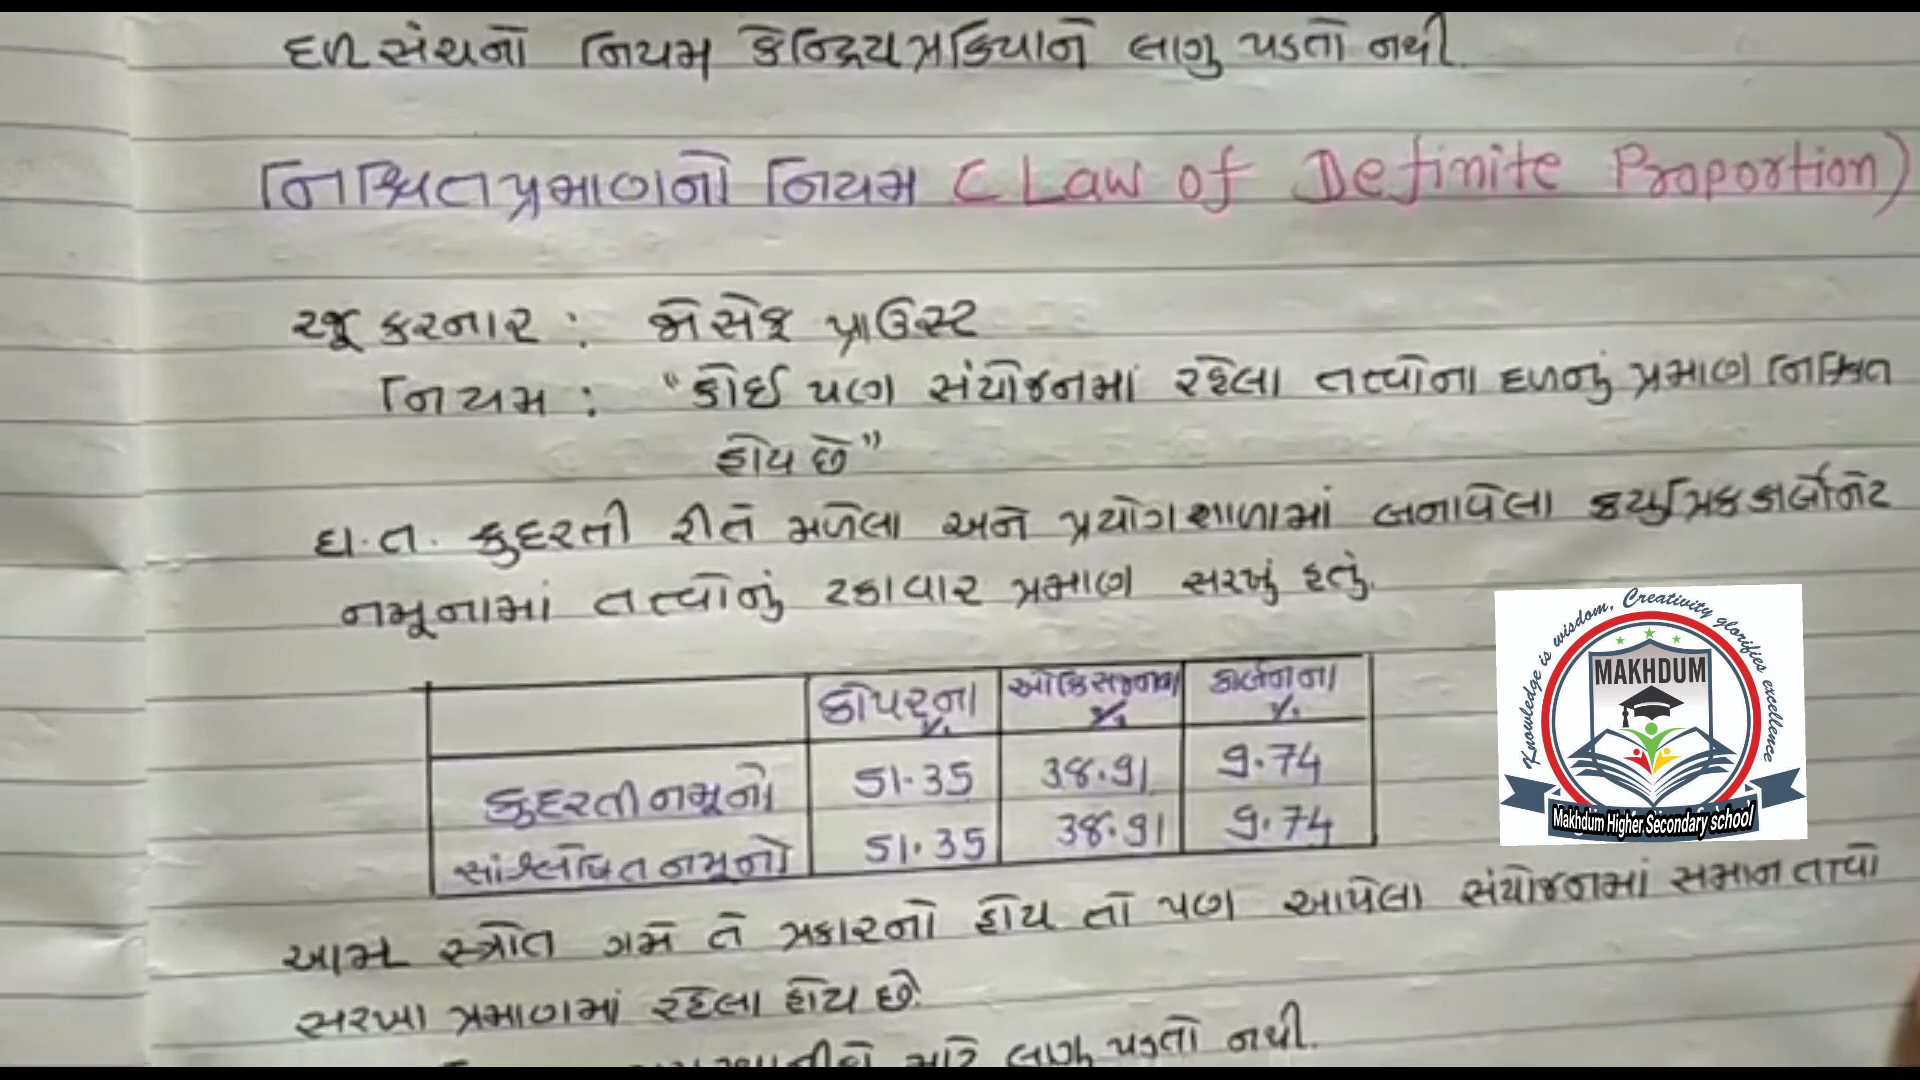 દળસંચયનો નિયમ કેન્દ્રિય પ્રક્રિયાને લાગુ પડતો નથી.
નિશ્ચિત પ્રમાણનો નિયમ (Law of Definite Proportion)
રજૂ કરનાર : જોસેફ પ્રાઉસ્ટ
નિયમ : "કોઈ પણ સંયોજનમાં રહેલા તત્વોના દળનું પ્રમાણ નિશ્ચિત
હોય છે"
દા.ત. કુદરતી રીતે મળેલા અને પ્રયોગશાળામાં બનાવેલા ક્યુપ્રિક કાર્બોનેટ
નમૂનામાં તત્વોનું ટકાવાર પ્રમાણ સરખું હતું.
કોપરના % ઓક્સિજનના % કાર્બનના %
કુદરતી નમૂનો 51.35 38.91 9.74
સાંશ્લેષિત નમૂનો 51.35 38.91 9.74
આમ સ્ત્રોત ગમે તે પ્રકારનો હોય તો પણ આપેલા સંયોજનમાં સમાન તત્વો
સરખા પ્રમાણમાં રહેલા હોય છે.
માટે લાગુ પડતો નથી.
Knowledge is wisdom, Creativity glorifies excellence
MAKHDUM
Makhdum Higher Secondary school